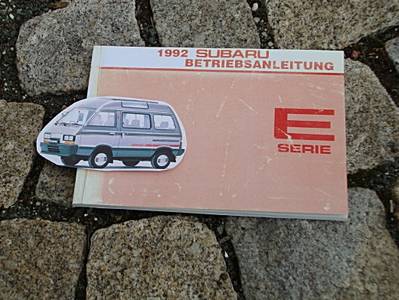 1992 SUBARU
BETRIEBSANLEITUNG
E
SERIE